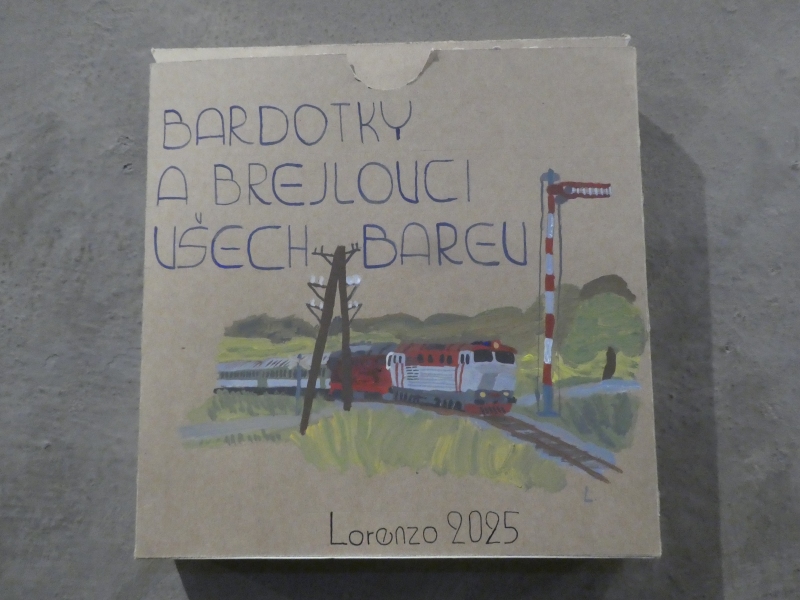 BARDOTKY
A BREJLOVCI
VŠECH BAREV
L
Lorenzo 2025